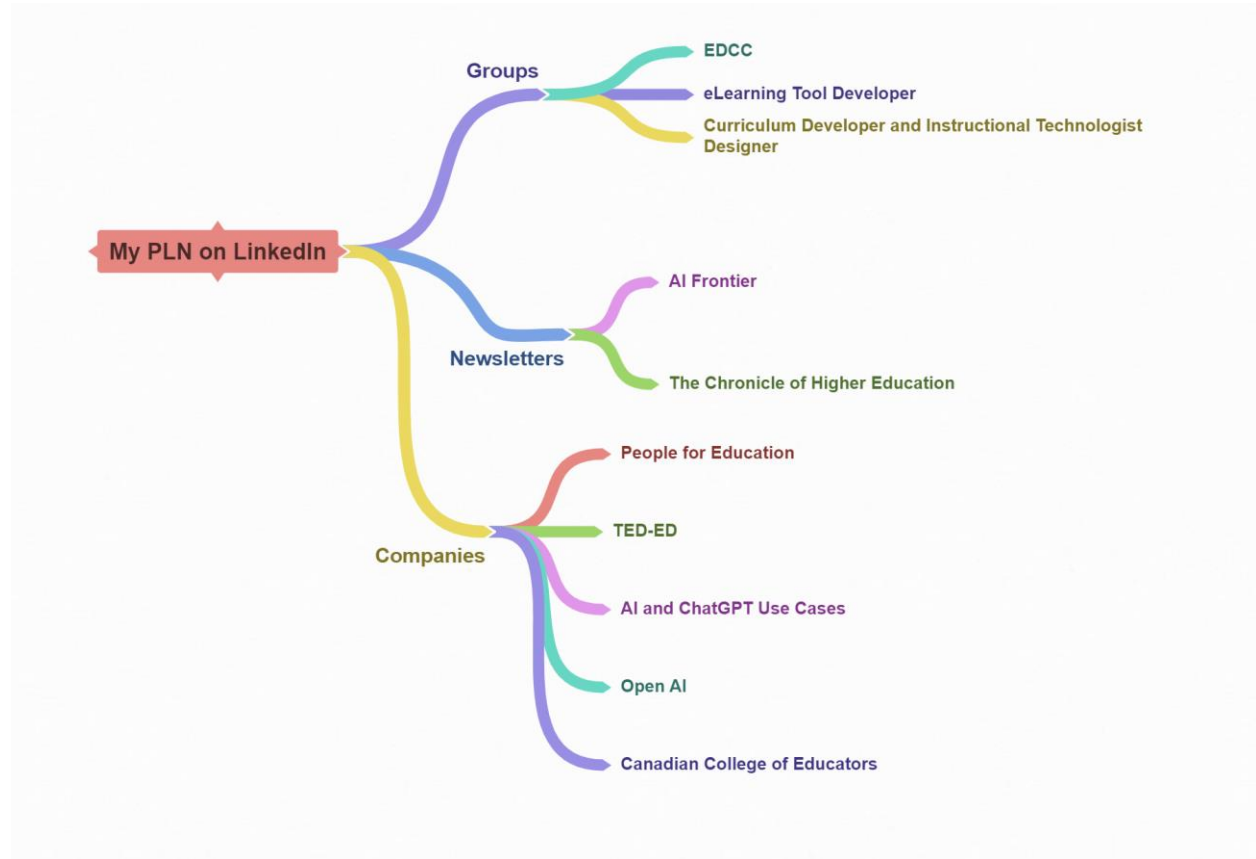 My PLN on LinkedIn
Groups
EDCC
eLearning Tool Developer
Curriculum Developer and Instructional Technologist
Designer
Newsletters
AI Frontier
The Chronicle of Higher Education
Companies
People for Education
TED-ED
AI and ChatGPT Use Cases
Open AI
Canadian College of Educators